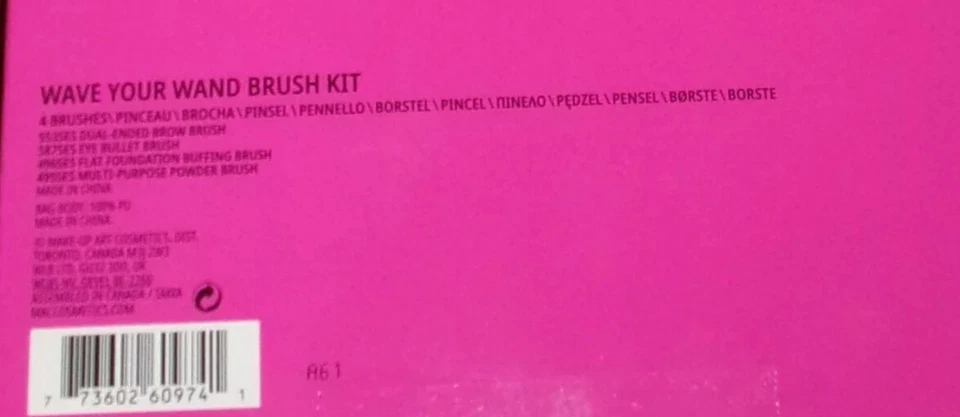 WAVE YOUR WAND BRUSH KIT
4 BRUSHES \ PINCEAU \ BROCHA \ PINSEL \ PENNELLO \ BORSTEL \ PINCEL \ ΠΙΝΕΛΟ \ PĘDZEL \ PENSEL \ BØRSTE \ BORSTE
DUAL-ENDED BROW BRUSH
EYE BULLET BRUSH
FLAT FOUNDATION BUFFING BRUSH
MULTI-PURPOSE POWDER BRUSH
MADE IN CHINA
BAG BODY: 100% PU
MADE IN CHINA
© MAKE-UP ART COSMETICS, DIST.
TORONTO, CANADA
ASSEMBLED IN CANADA /
MACCOSMETICS.COM
7 73602 60974 1
A61